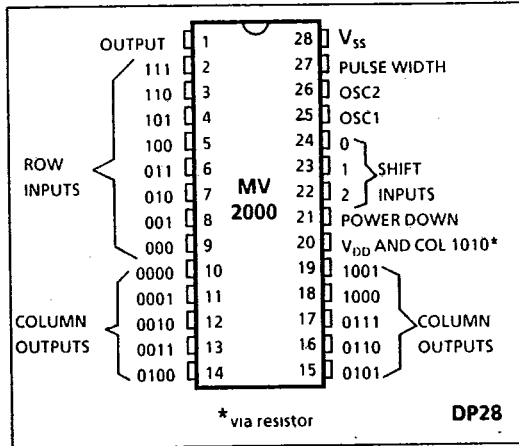 OUTPUT 1 28 VSS
111 2 27 PULSE WIDTH
110 3 26 OSC2
101 4 25 OSC1
100 5 24 0
ROW INPUTS
011 6 23 1 SHIFT INPUTS
010 7 22 2
MV 2000
001 8 21 POWER DOWN
000 9 20 VDD AND COL 1010*
0000 10 19 1001
0001 11 18 1000
COLUMN OUTPUTS
0010 12 17 0111
COLUMN OUTPUTS
0011 13 16 0110
0100 14 15 0101
* via resistor
DP28